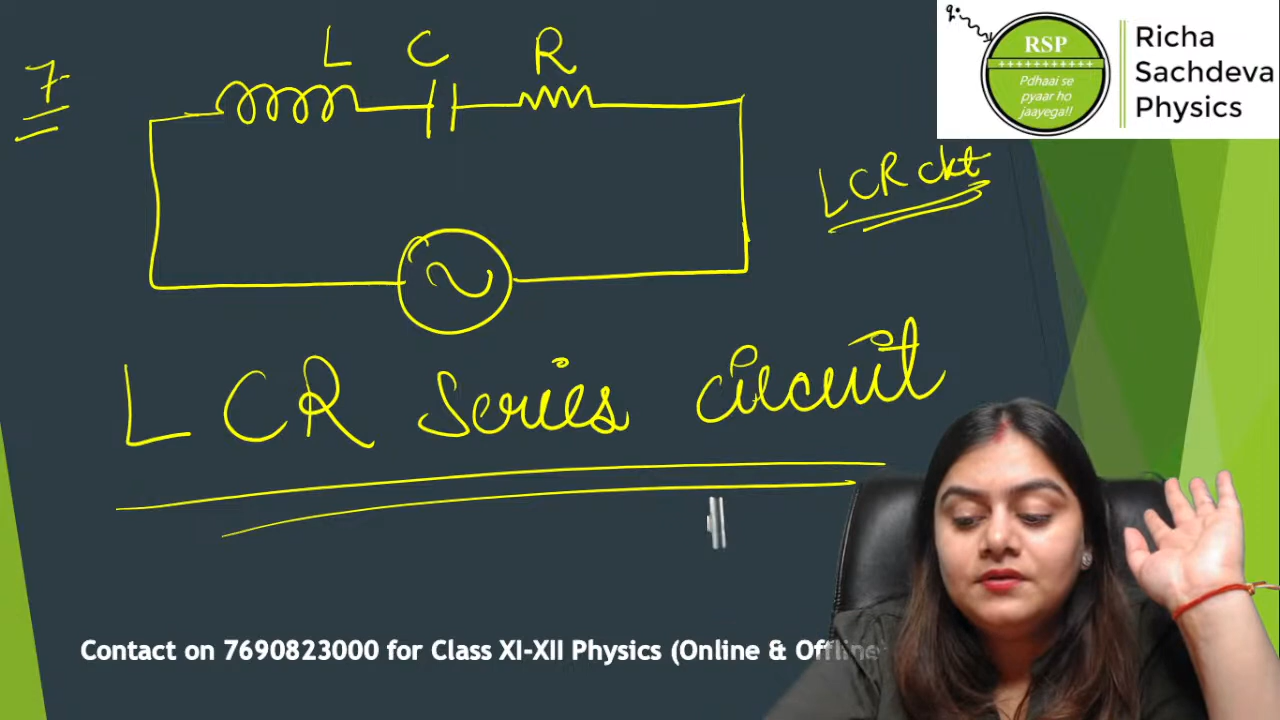 7
L C R
LCR ckt
L C R Series circuit
RSP
Pdhaai se
pyaar ho
jaayega!!
Richa
Sachdeva
Physics
Contact on 7690823000 for Class XI-XII Physics (Online & Offline